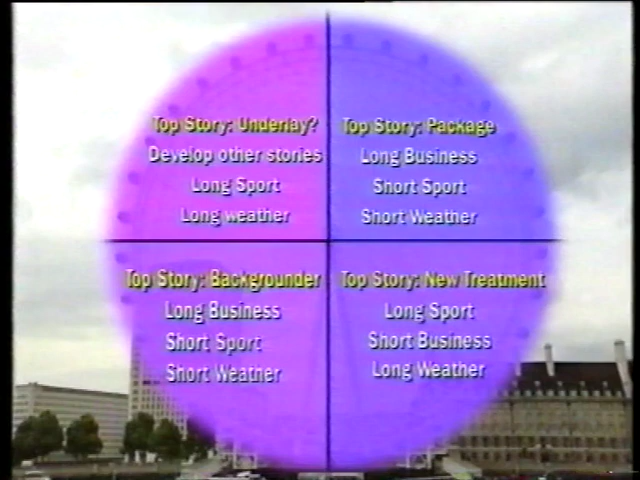 Top Story: Underlay?
Develop other stories
Long Sport
Long weather
Top Story: Package
Long Business
Short Sport
Short Weather
Top Story: Backgrounder
Long Business
Short Sport
Short Weather
Top Story: New Treatment
Long Sport
Short Business
Long Weather